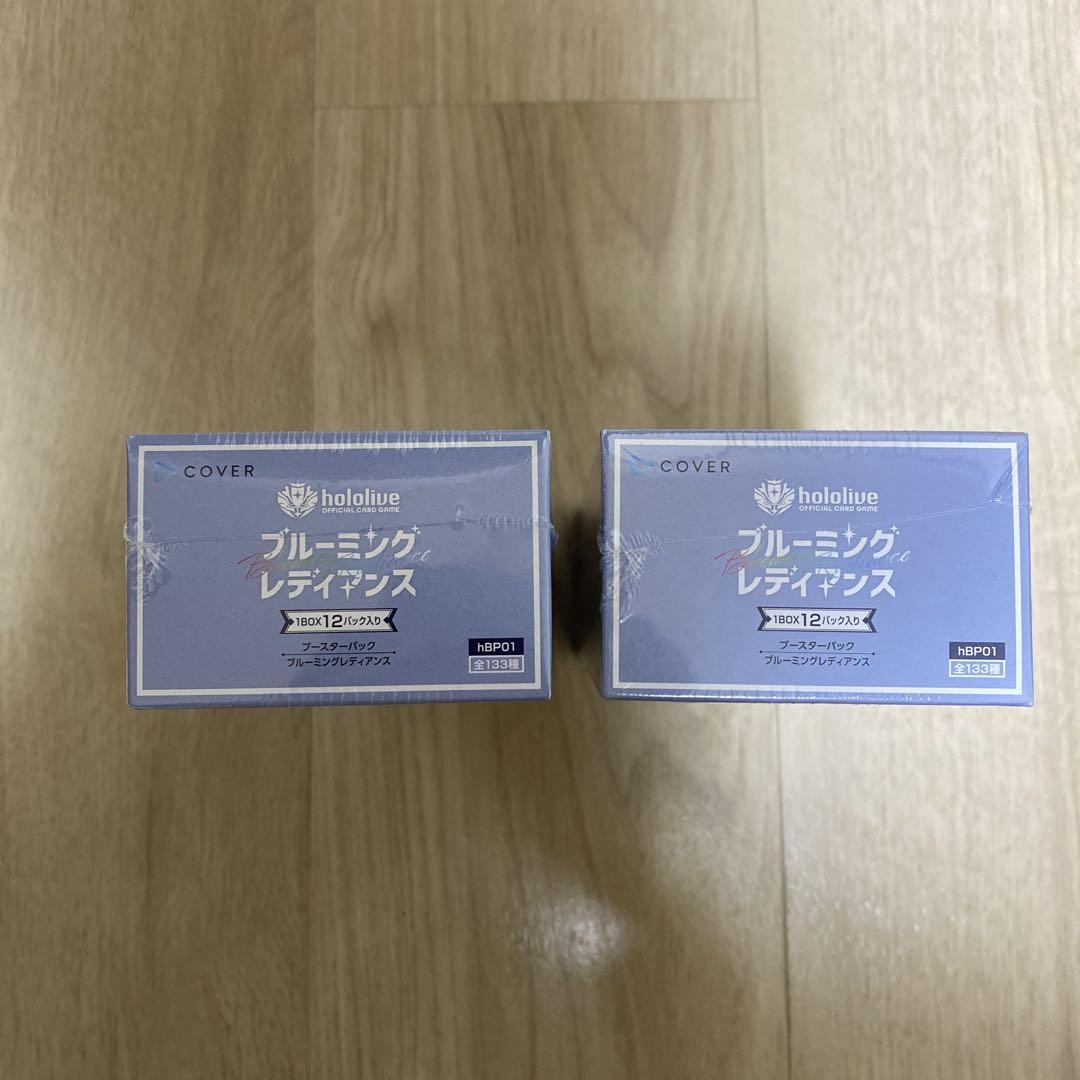 COVER
hololive
OFFICIAL CARD GAME
ブルーミング
レディアンス
1BOX12パック入り
ブースターパック
ブルーミングレディアンス
hBP01
全133種
COVER
hololive
OFFICIAL CARD GAME
ブルーミング
レディアンス
1BOX12パック入り
ブースターパック
ブルーミングレディアンス
hBP01
全133種